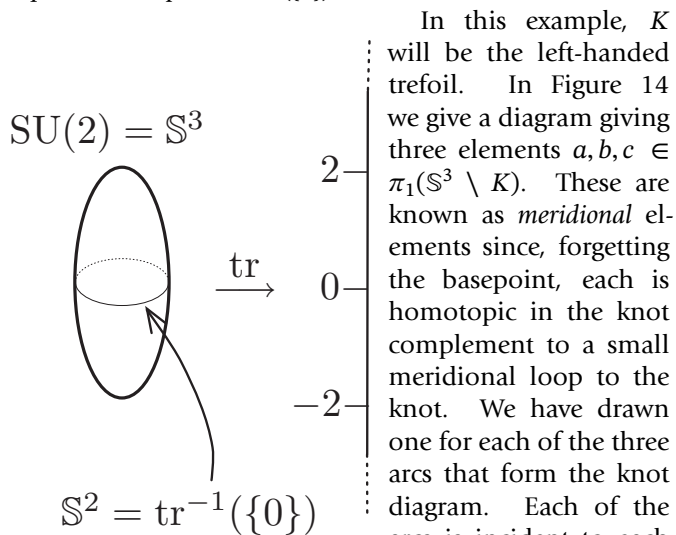 In this example, K
will be the left-handed
trefoil. In Figure 14
we give a diagram giving
three elements a, b, c ∈
π₁(𝕊³ \ K). These are
known as meridional el-
ements since, forgetting
the basepoint, each is
homotopic in the knot
complement to a small
meridional loop to the
knot. We have drawn
one for each of the three
arcs that form the knot
diagram. Each of the
SU(2) = 𝕊³
tr
2
0
−2
𝕊² = tr⁻¹({0})